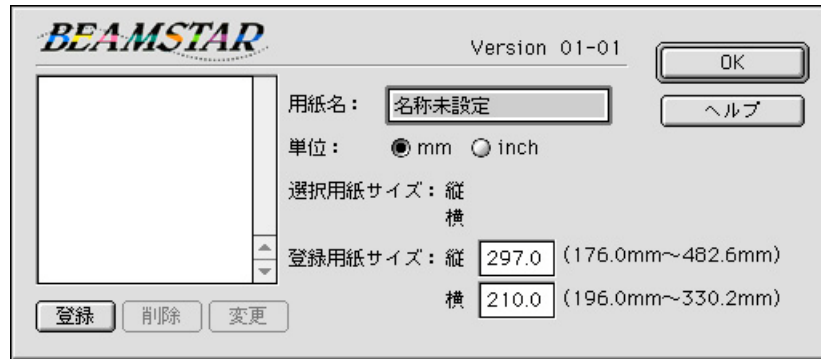 BEAMSTAR
Version 01-01
OK
ヘルプ
用紙名：
名称未設定
単位：
mm
inch
選択用紙サイズ：縦
横
登録用紙サイズ：縦 297.0 (176.0mm～482.6mm)
横 210.0 (196.0mm～330.2mm)
登録
削除
変更